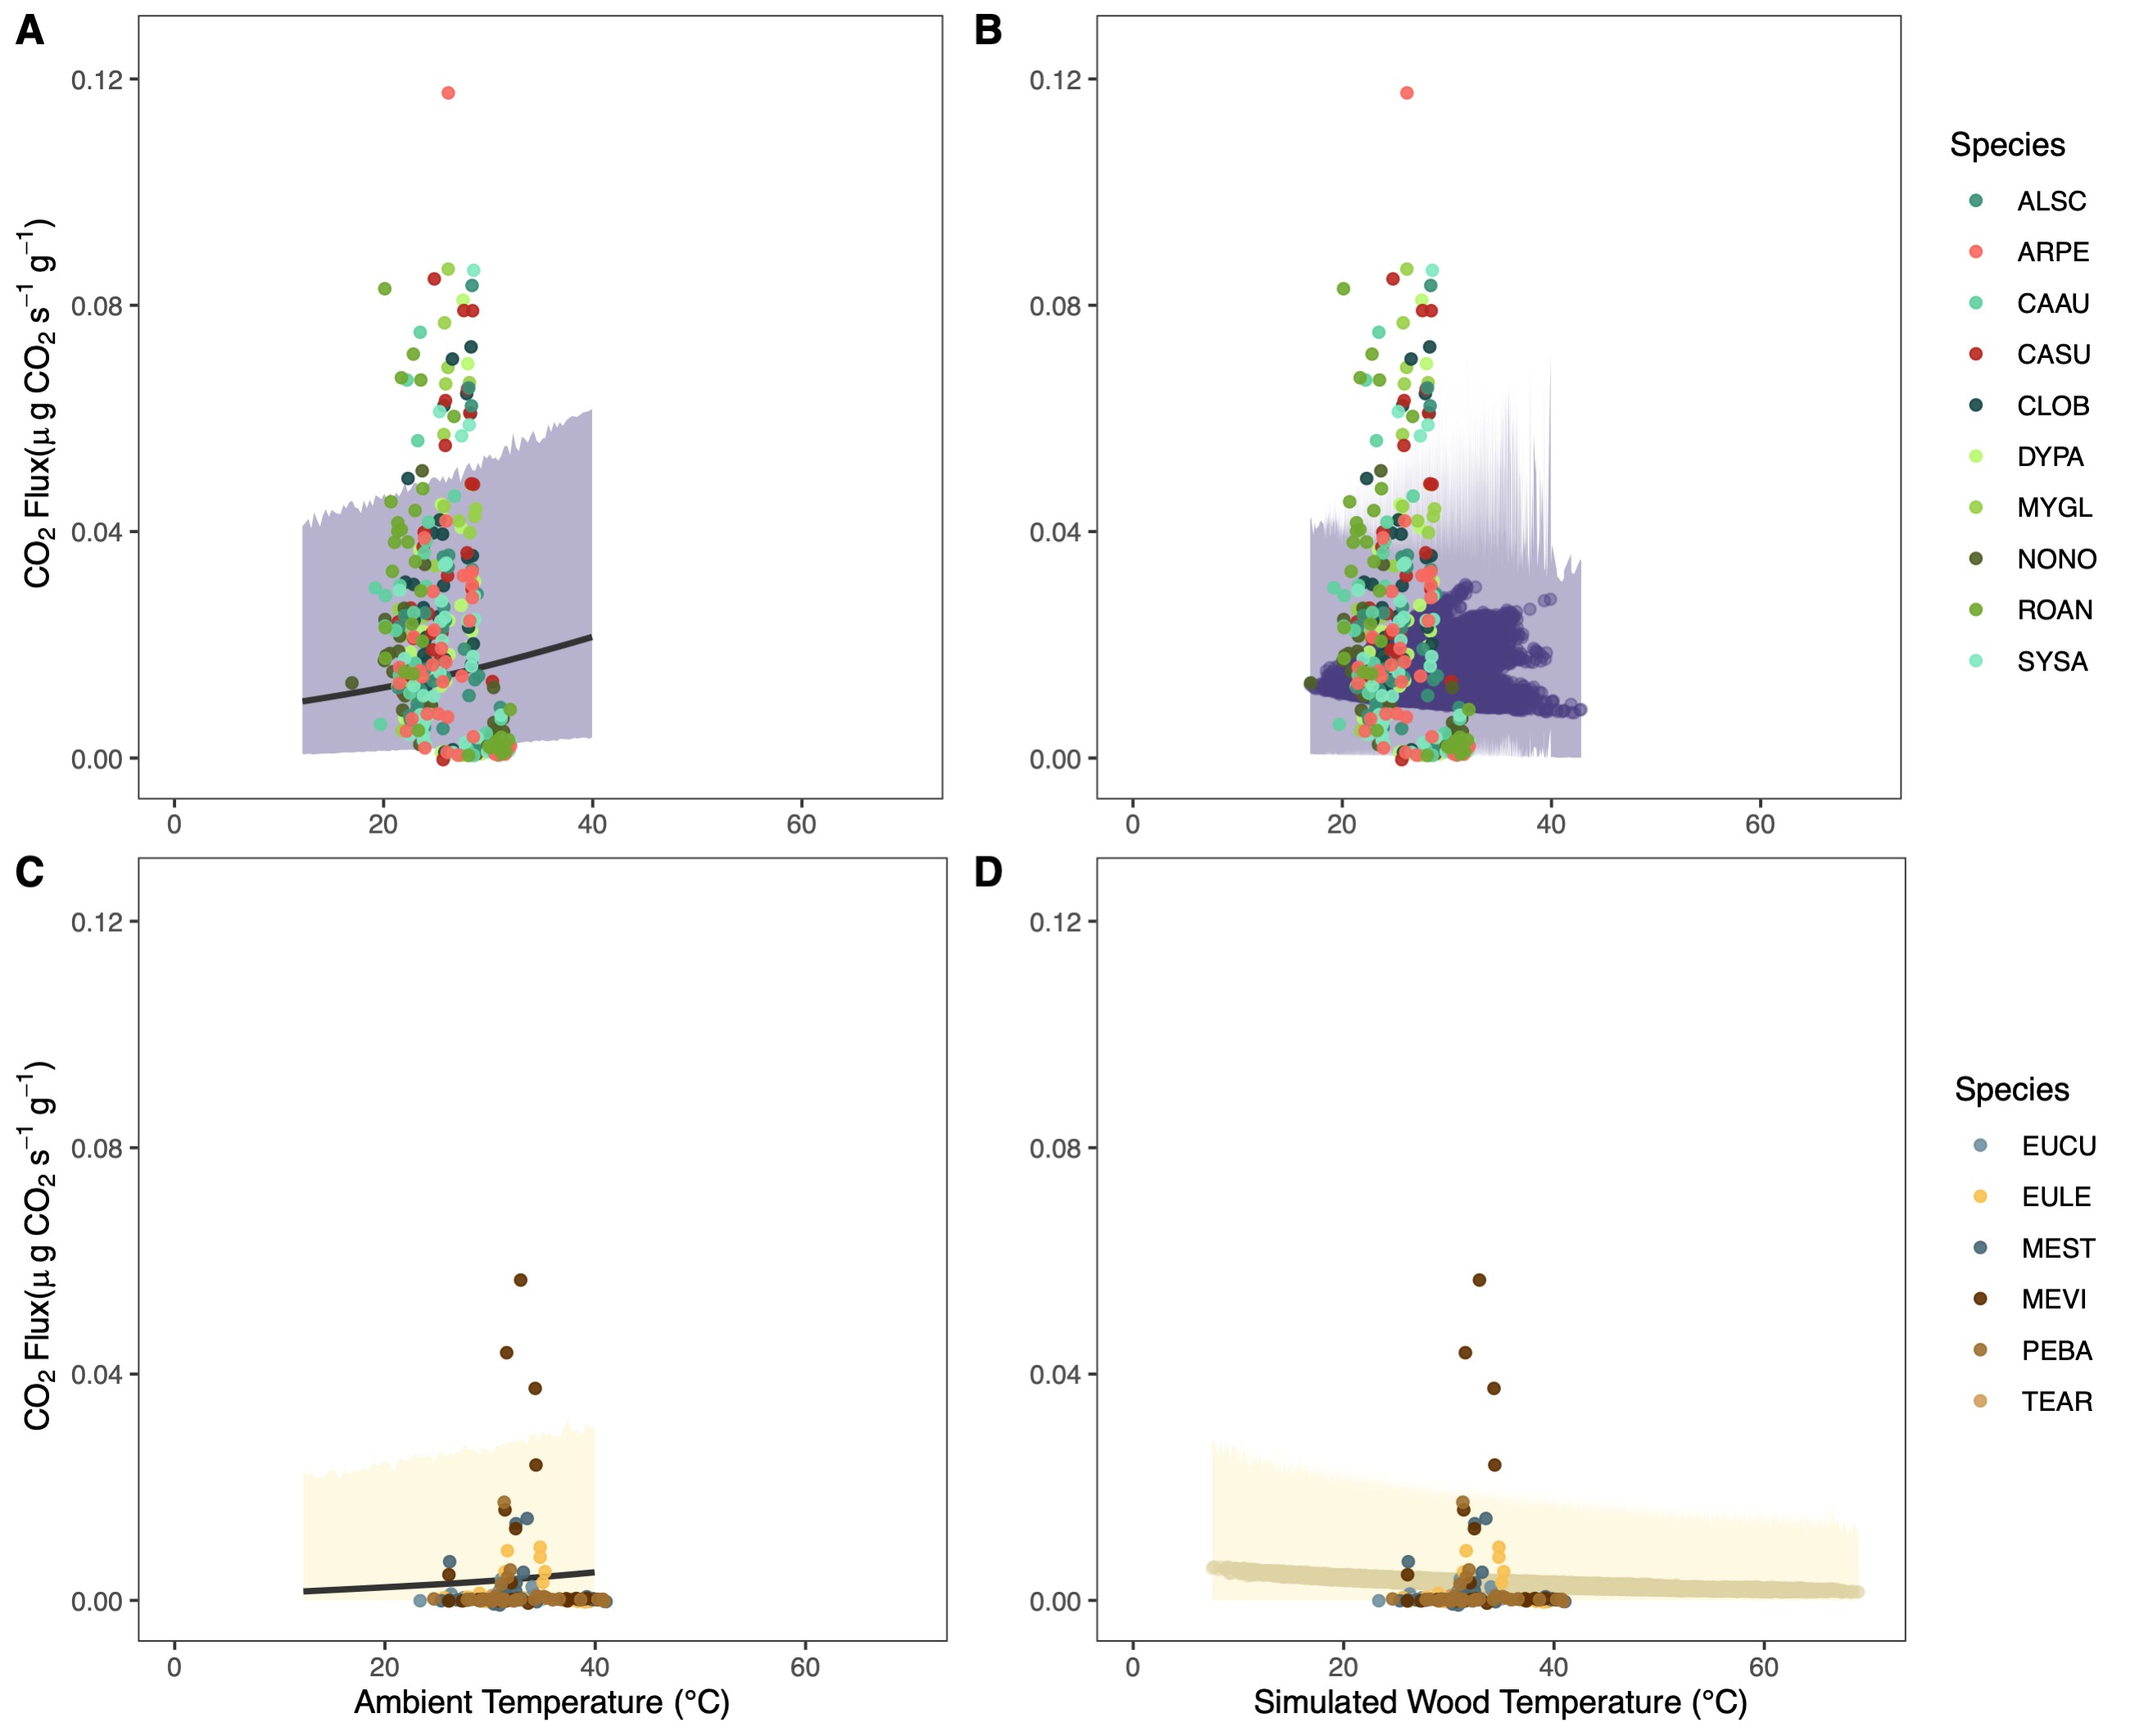 A
B
0.12
0.08
0.04
0.00
CO₂ Flux(μ g CO₂ s⁻¹ g⁻¹)
0 20 40 60
0.12
0.08
0.04
0.00
0 20 40 60
Species
ALSC
ARPE
CAAU
CASU
CLOB
DYPA
MYGL
NONO
ROAN
SYSA
C
D
0.12
0.08
0.04
0.00
CO₂ Flux(μ g CO₂ s⁻¹ g⁻¹)
0 20 40 60
Ambient Temperature (°C)
0.12
0.08
0.04
0.00
0 20 40 60
Simulated Wood Temperature (°C)
Species
EUCU
EULE
MEST
MEVI
PEBA
TEAR